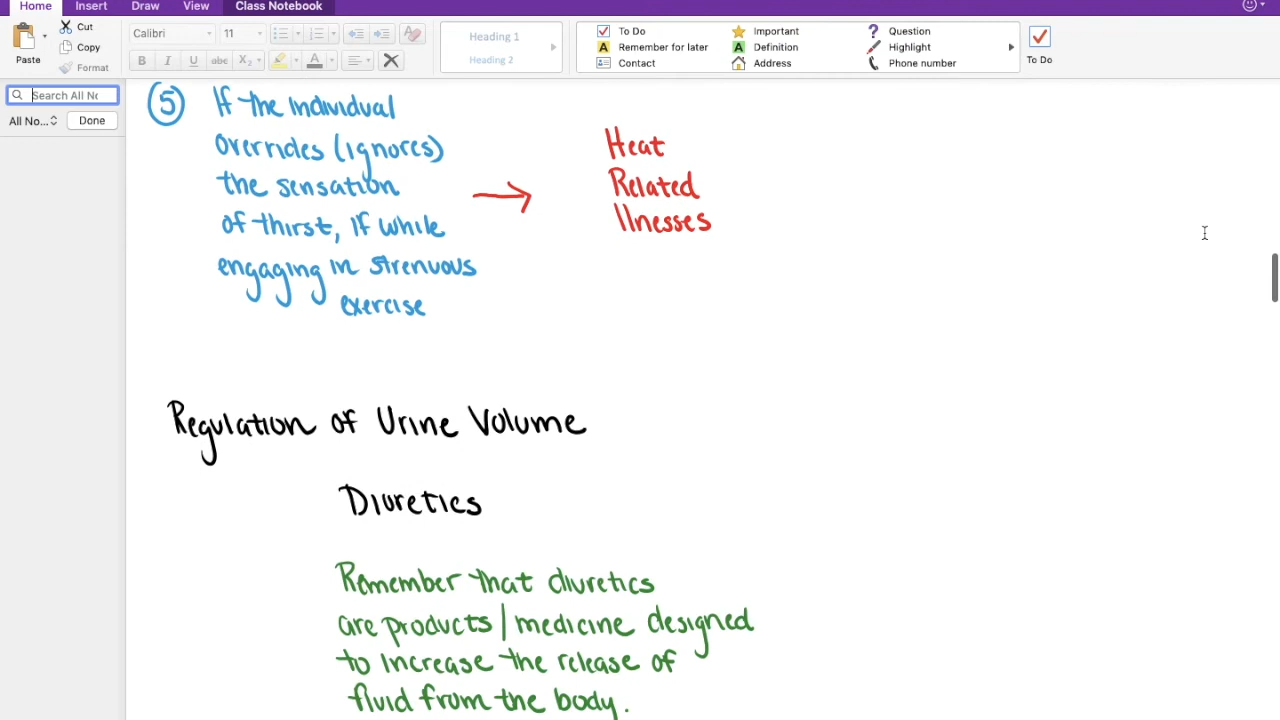 Home Insert Draw View Class Notebook
Paste
Cut
Copy
Format
Calibri 11
B I U abc X₂ A
Heading 1
Heading 2
To Do
Remember for later
Contact
Important
Definition
Address
Question
Highlight
Phone number
To Do
Search All No
All No...
Done
5 If the individual
overrides (ignores)
the sensation
of thirst, If while
engaging in strenuous
exercise
Heat
Related
Ilnesses
Regulation of Urine Volume
Diuretics
Remember that diuretics
are products/medicine designed
to increase the release of
fluid from the body.